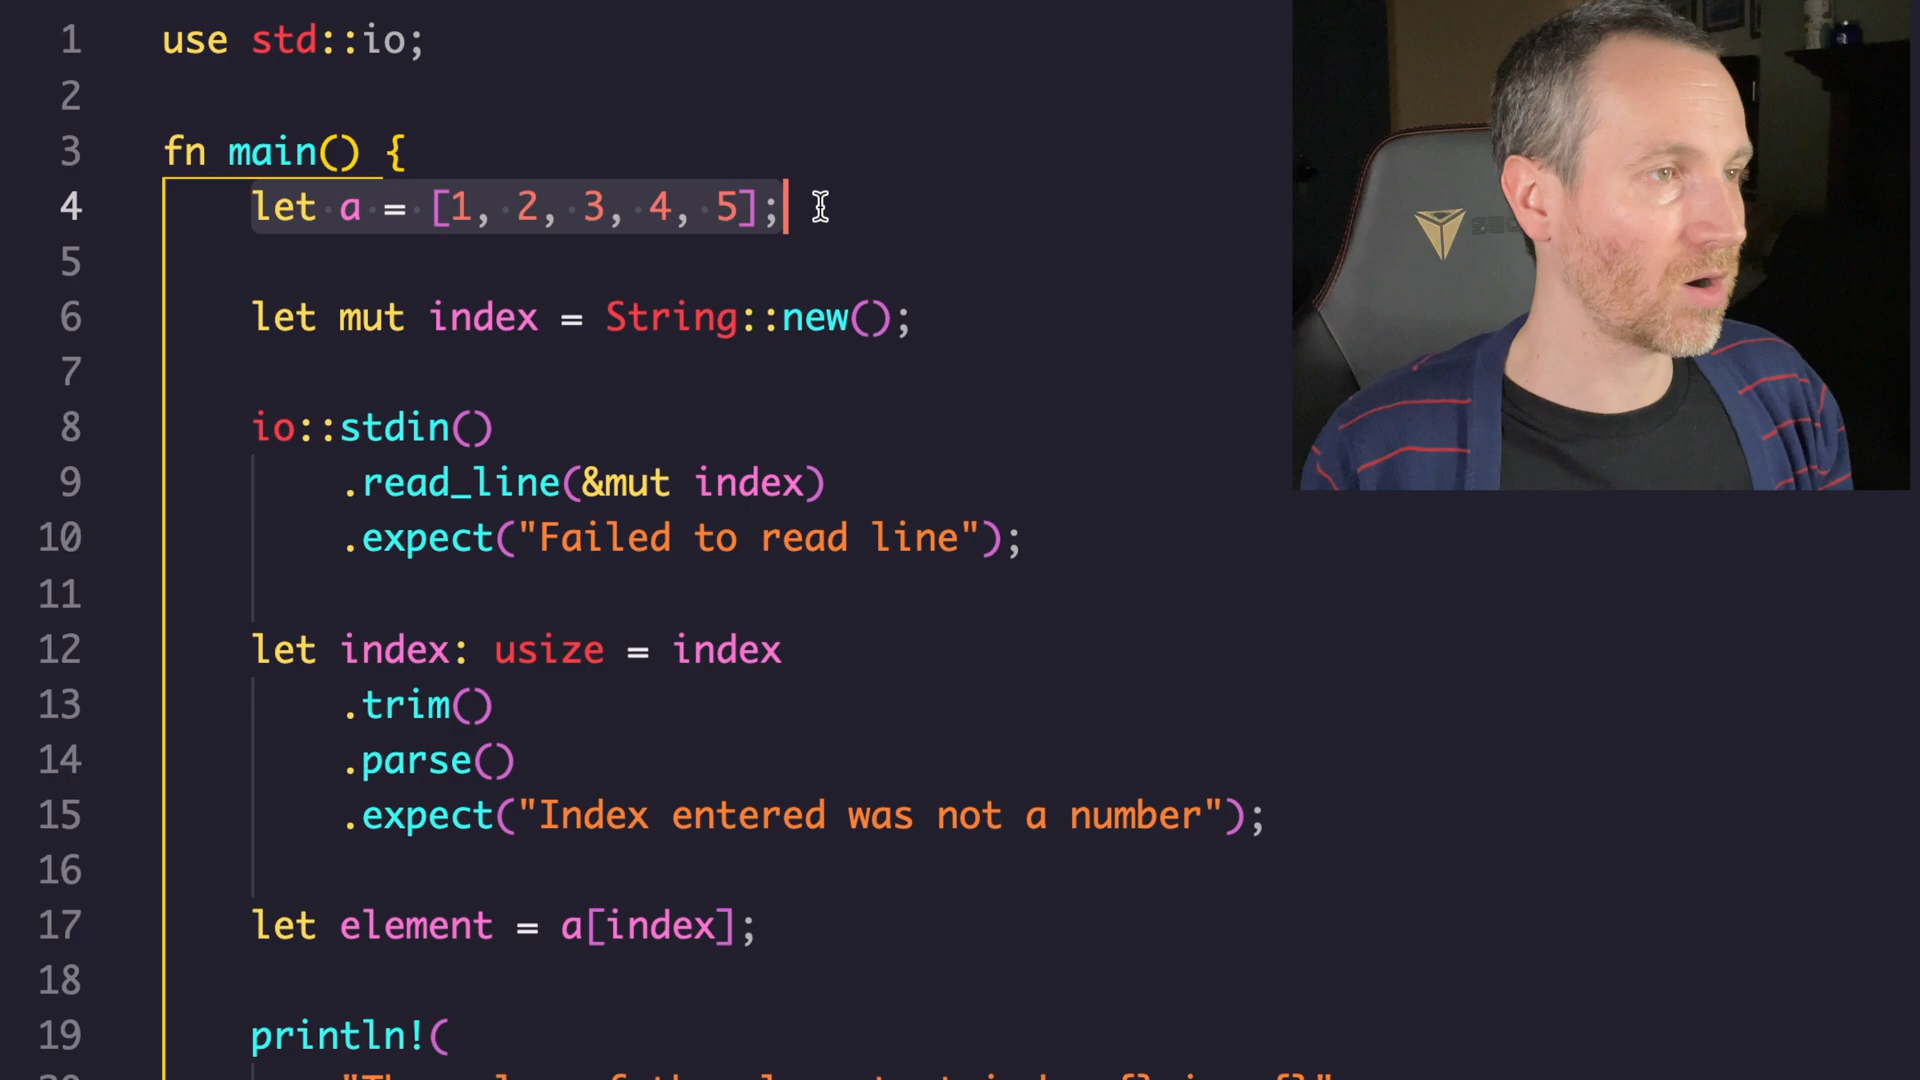 1 use std::io;
2
3 fn main() {
4 let a = [1, 2, 3, 4, 5];
5
6 let mut index = String::new();
7
8 io::stdin()
9 .read_line(&mut index)
10 .expect("Failed to read line");
11
12 let index: usize = index
13 .trim()
14 .parse()
15 .expect("Index entered was not a number");
16
17 let element = a[index];
18
19 println!(